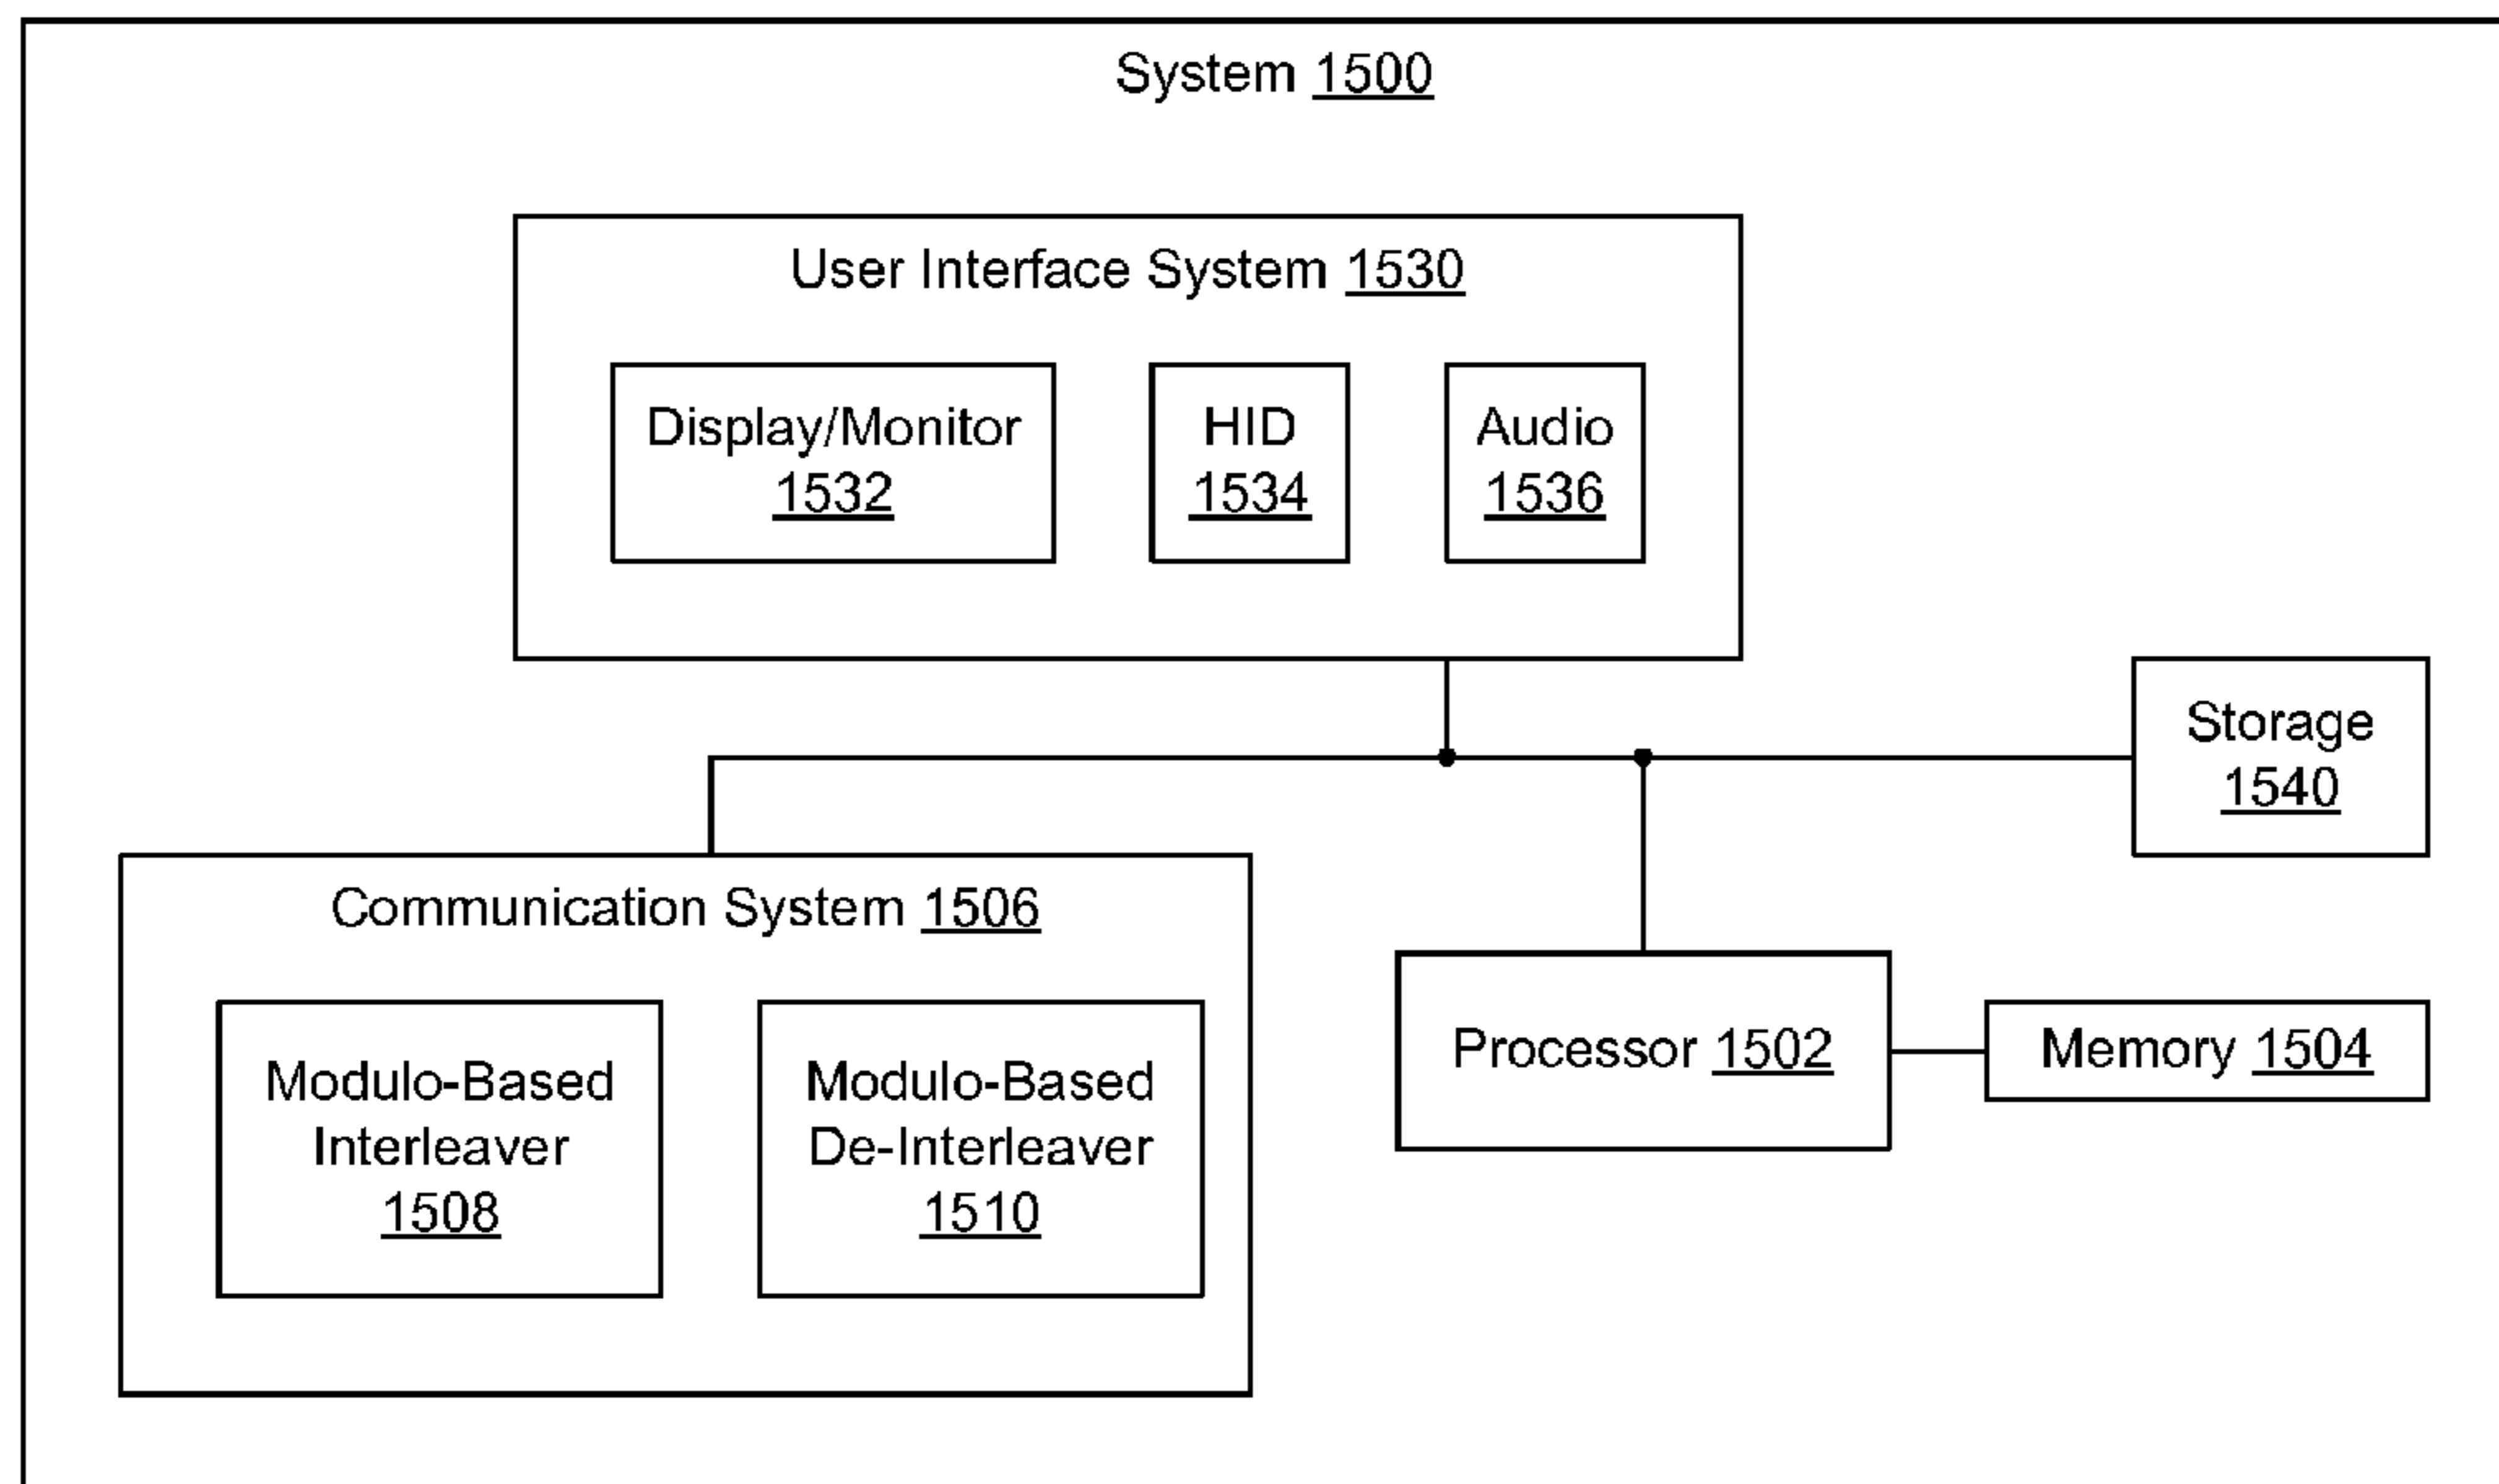 System 1500
User Interface System 1530
Display/Monitor
1532
HID
1534
Audio
1536
Storage
1540
Communication System 1506
Modulo-Based
Interleaver
1508
Modulo-Based
De-Interleaver
1510
Processor 1502
Memory 1504